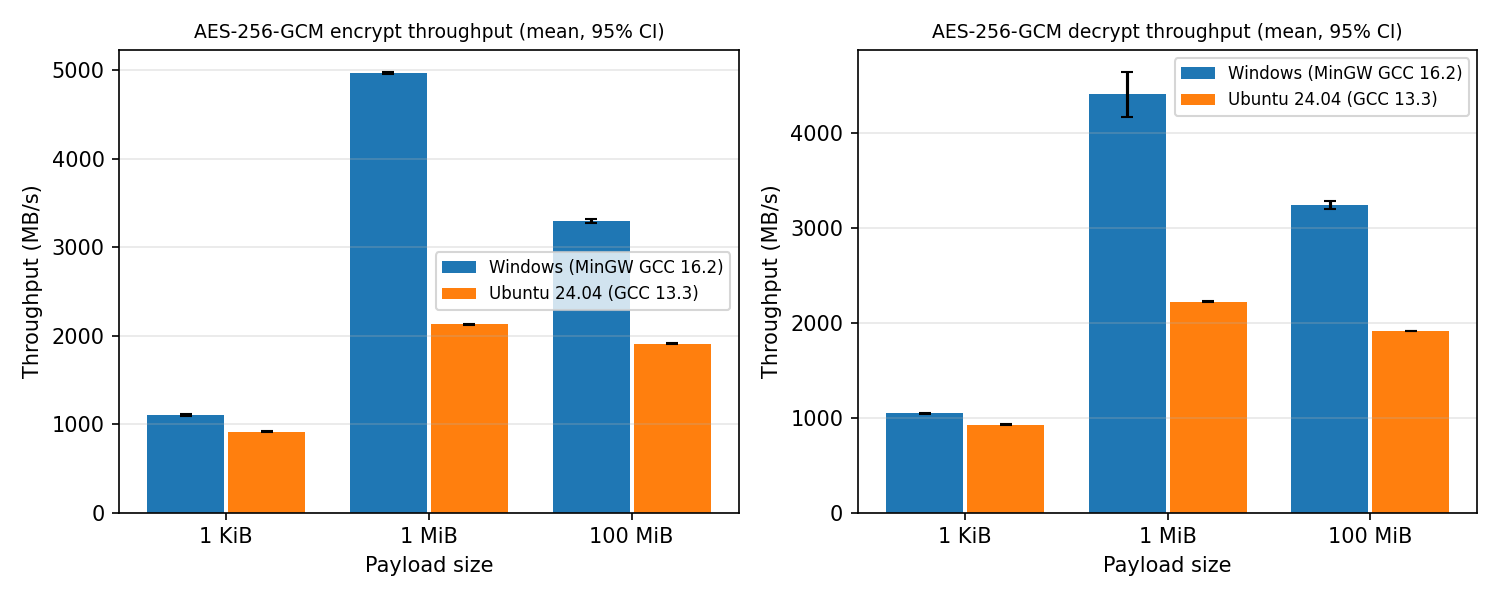 AES-256-GCM encrypt throughput (mean, 95% CI)
Throughput (MB/s)
5000
4000
3000
2000
1000
0
Windows (MinGW GCC 16.2)
Ubuntu 24.04 (GCC 13.3)
1 KiB
1 MiB
100 MiB
Payload size
AES-256-GCM decrypt throughput (mean, 95% CI)
Throughput (MB/s)
4000
3000
2000
1000
0
Windows (MinGW GCC 16.2)
Ubuntu 24.04 (GCC 13.3)
1 KiB
1 MiB
100 MiB
Payload size